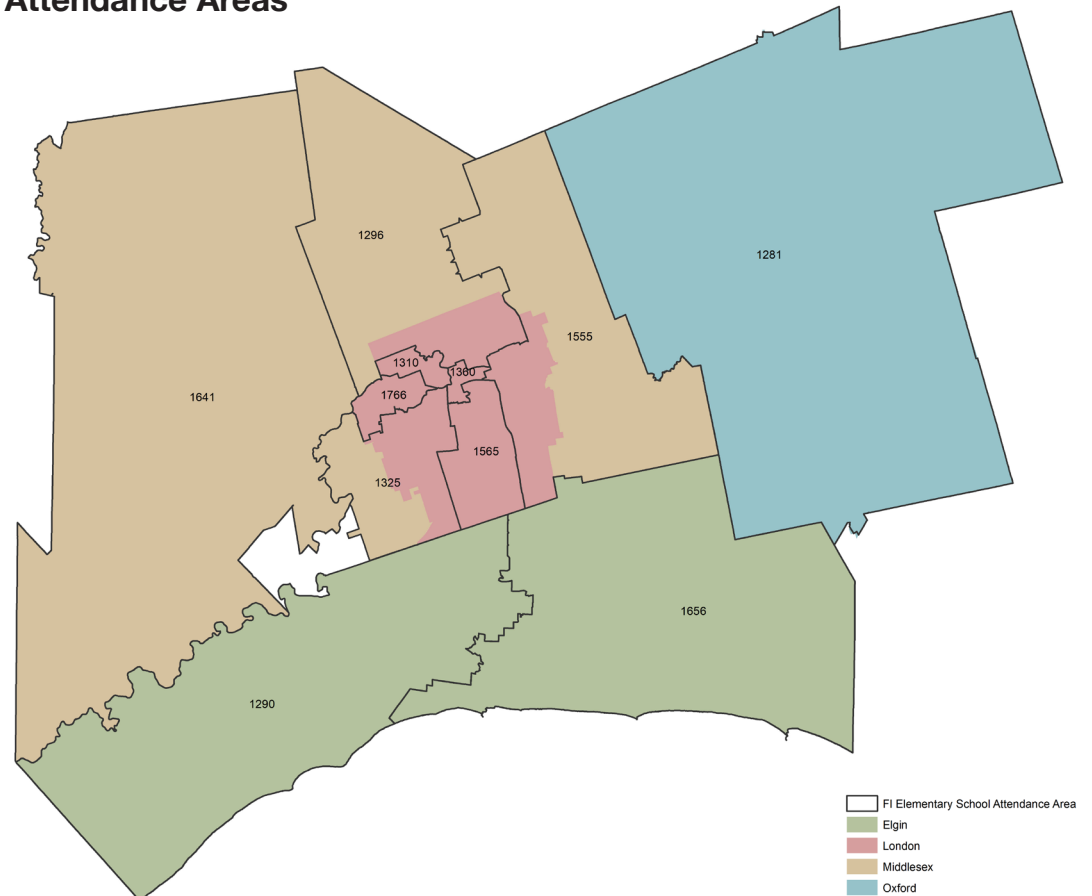 Attendance Areas
1296
1281
1555
1310
1360
1766
1641
1565
1325
1656
1290
FI Elementary School Attendance Area
Elgin
London
Middlesex
Oxford